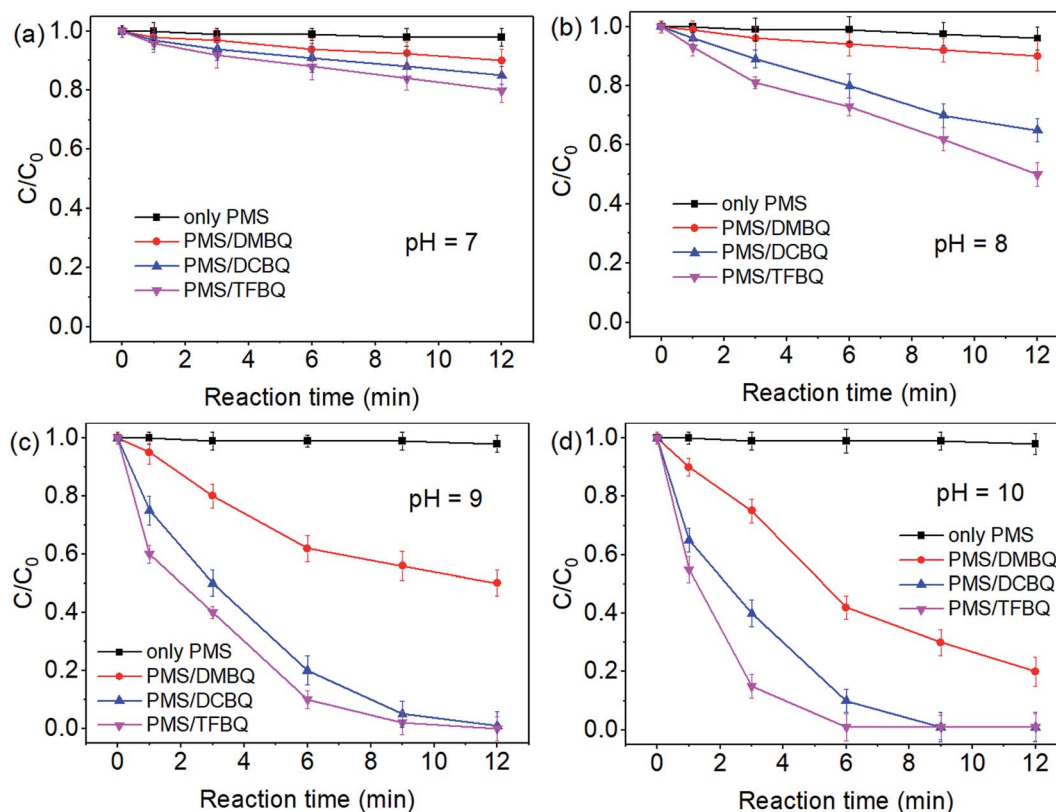 (a)
1.0
0.8
0.6
0.4
0.2
0.0
C/C₀
only PMS
PMS/DMBQ
PMS/DCBQ
PMS/TFBQ
pH = 7
0 2 4 6 8 10 12
Reaction time (min)
(b)
1.0
0.8
0.6
0.4
0.2
0.0
C/C₀
only PMS
PMS/DMBQ
PMS/DCBQ
PMS/TFBQ
pH = 8
0 2 4 6 8 10 12
Reaction time (min)
(c)
1.0
0.8
0.6
0.4
0.2
0.0
C/C₀
pH = 9
only PMS
PMS/DMBQ
PMS/DCBQ
PMS/TFBQ
0 2 4 6 8 10 12
Reaction time (min)
(d)
1.0
0.8
0.6
0.4
0.2
0.0
C/C₀
pH = 10
only PMS
PMS/DMBQ
PMS/DCBQ
PMS/TFBQ
0 2 4 6 8 10 12
Reaction time (min)